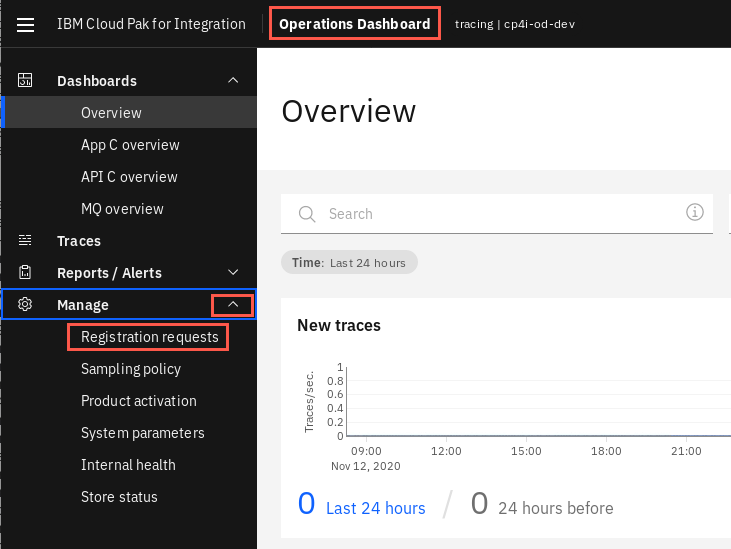 IBM Cloud Pak for Integration Operations Dashboard tracing | cp4i-od-dev
Dashboards
Overview
App C overview
API C overview
MQ overview
Traces
Reports / Alerts
Manage
Registration requests
Sampling policy
Product activation
System parameters
Internal health
Store status
Overview
Search
Time: Last 24 hours
New traces
Traces/sec.
1
0.8
0.6
0.4
0.2
0
09:00 12:00 15:00 18:00 21:00
Nov 12, 2020
0 Last 24 hours / 0 24 hours before